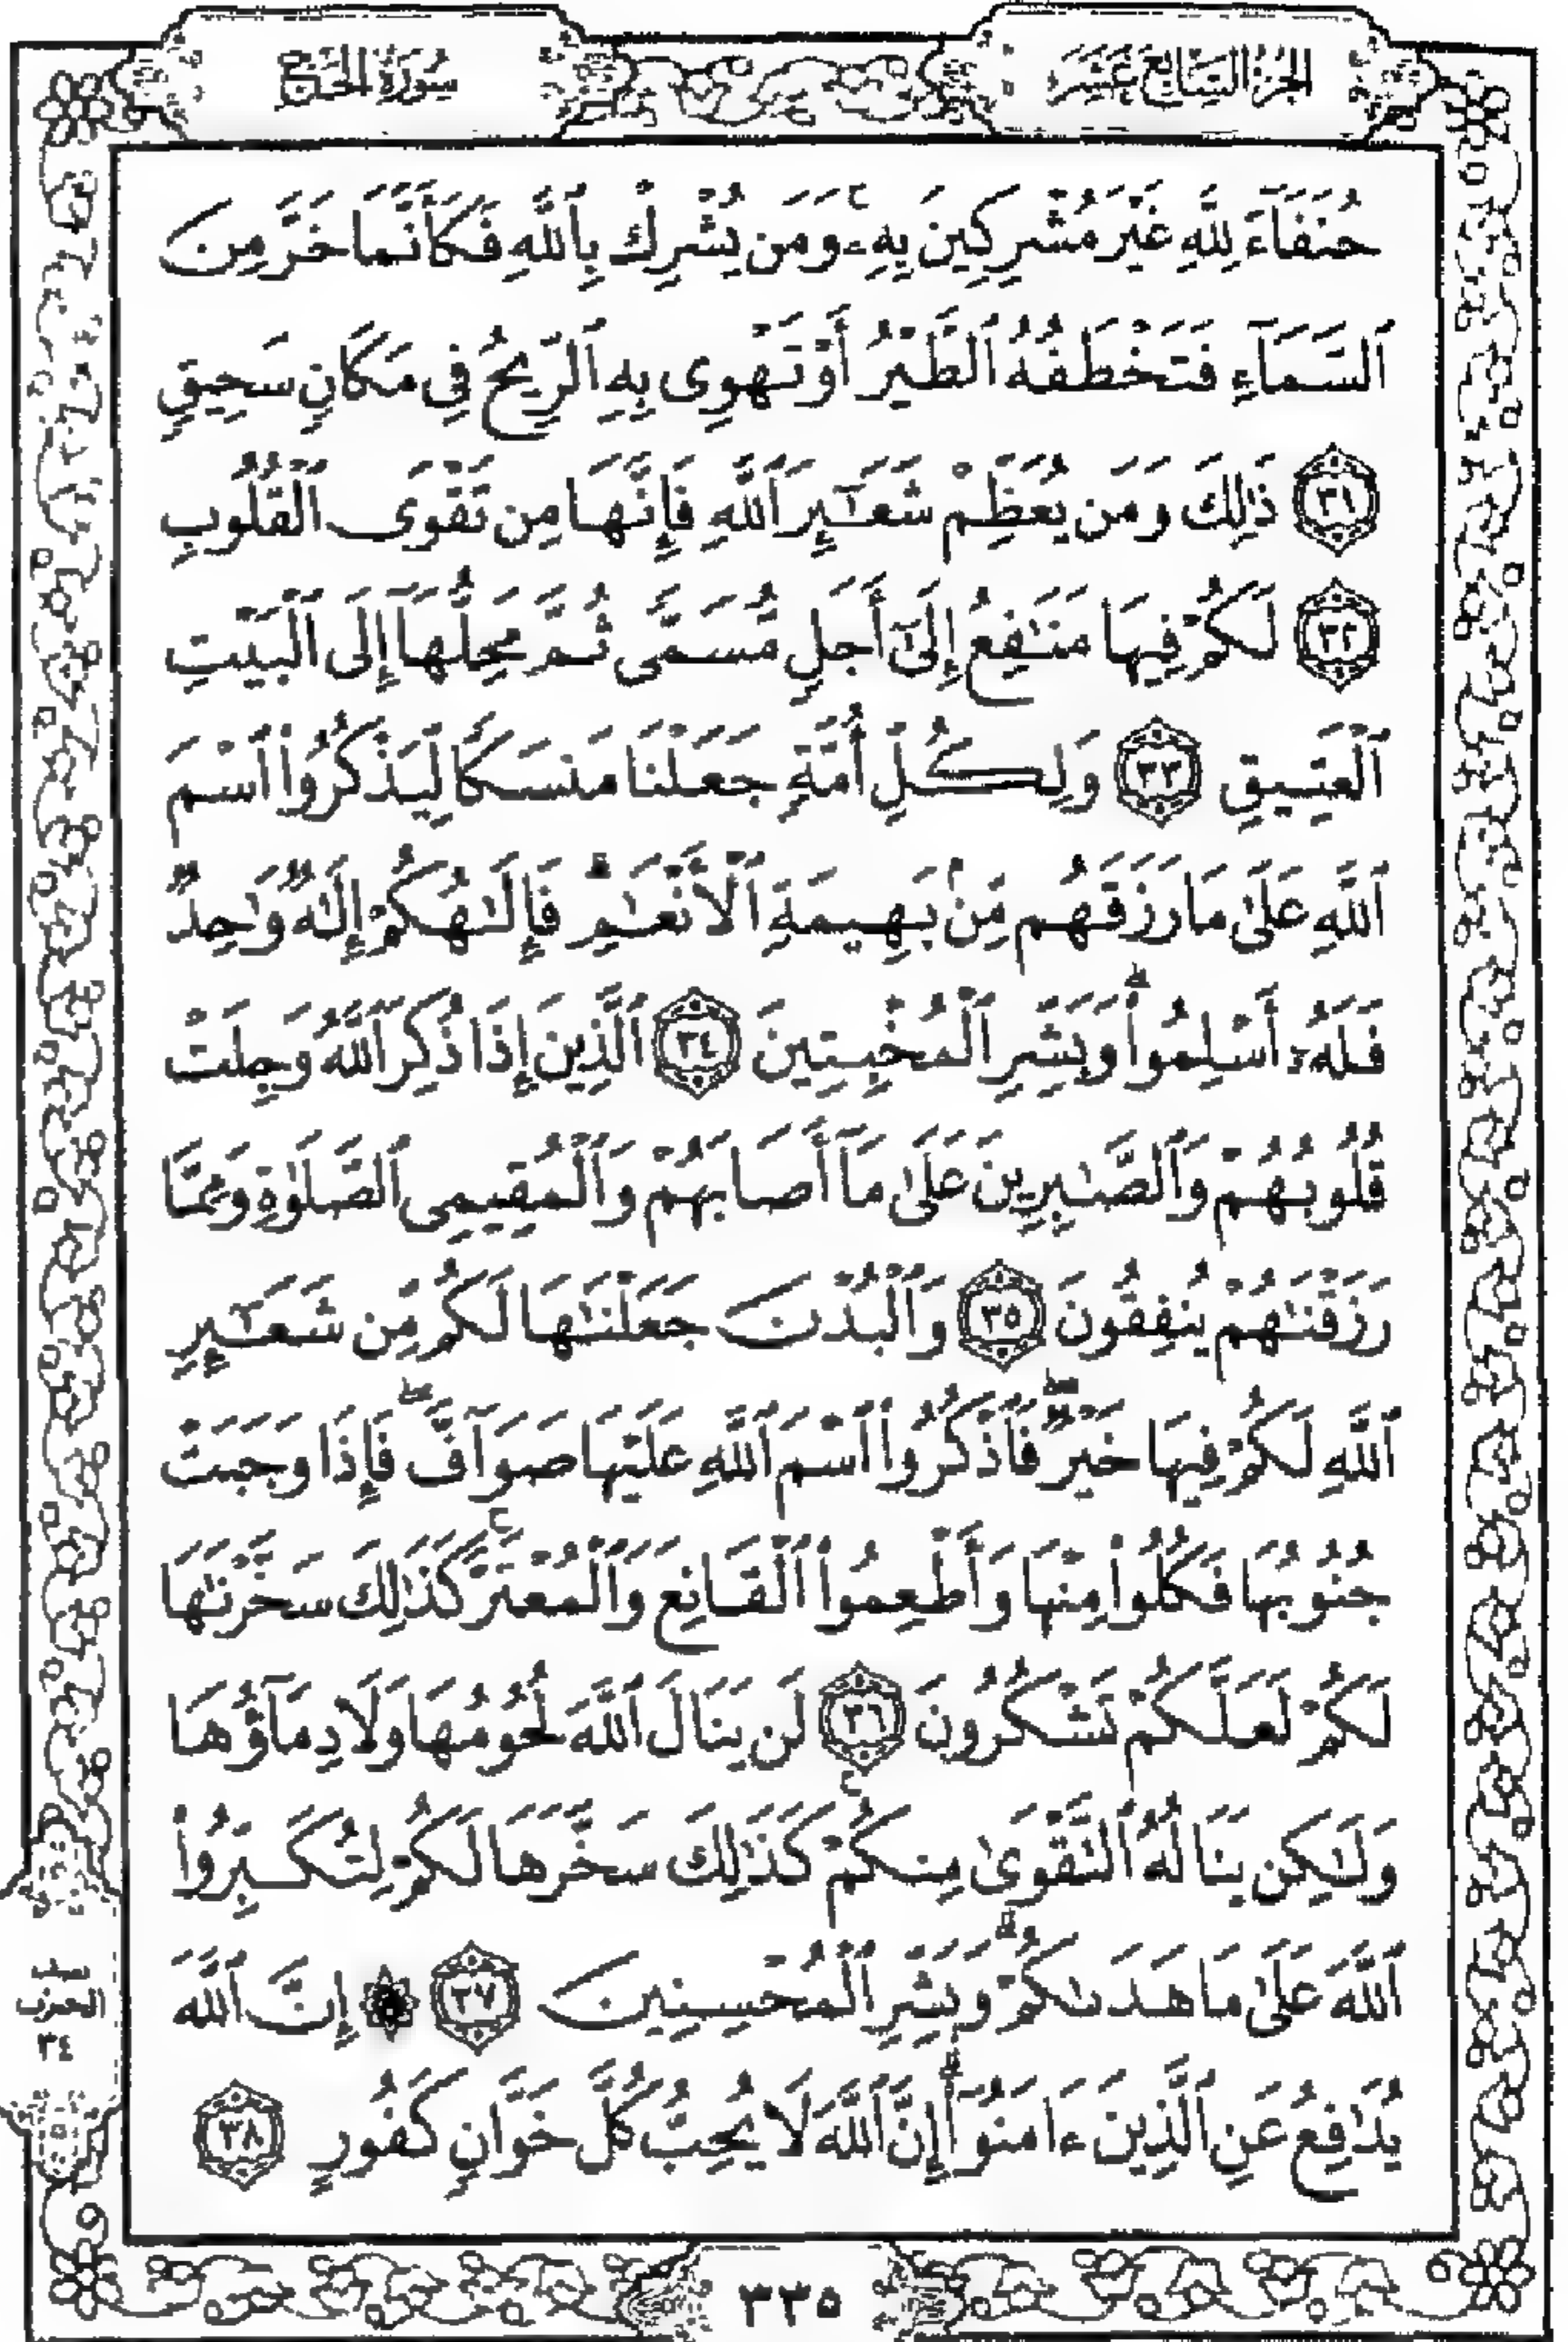 الجزء السابع عشر
سورة الحج
حُنَفَآءَ لِلَّهِ غَيْرَ مُشْرِكِينَ بِهِۦۚ وَمَن يُشْرِكْ بِٱللَّهِ فَكَأَنَّمَا خَرَّ مِنَ
ٱلسَّمَآءِ فَتَخْطَفُهُ ٱلطَّيْرُ أَوْ تَهْوِى بِهِ ٱلرِّيحُ فِى مَكَانٍ سَحِيقٍ
٣١ ذَٰلِكَ وَمَن يُعَظِّمْ شَعَـٰٓئِرَ ٱللَّهِ فَإِنَّهَا مِن تَقْوَى ٱلْقُلُوبِ
٣٢ لَكُمْ فِيهَا مَنَـٰفِعُ إِلَىٰٓ أَجَلٍ مُّسَمًّى ثُمَّ مَحِلُّهَآ إِلَى ٱلْبَيْتِ
ٱلْعَتِيقِ ٣٣ وَلِكُلِّ أُمَّةٍ جَعَلْنَا مَنسَكًا لِّيَذْكُرُوا۟ ٱسْمَ
ٱللَّهِ عَلَىٰ مَا رَزَقَهُم مِّنۢ بَهِيمَةِ ٱلْأَنْعَـٰمِۗ فَإِلَـٰهُكُمْ إِلَـٰهٌ وَٰحِدٌ
فَلَهُۥٓ أَسْلِمُوا۟ۗ وَبَشِّرِ ٱلْمُخْبِتِينَ ٣٤ ٱلَّذِينَ إِذَا ذُكِرَ ٱللَّهُ وَجِلَتْ
قُلُوبُهُمْ وَٱلصَّـٰبِرِينَ عَلَىٰ مَآ أَصَابَهُمْ وَٱلْمُقِيمِى ٱلصَّلَوٰةِ وَمِمَّا
رَزَقْنَـٰهُمْ يُنفِقُونَ ٣٥ وَٱلْبُدْنَ جَعَلْنَـٰهَا لَكُم مِّن شَعَـٰٓئِرِ
ٱللَّهِ لَكُمْ فِيهَا خَيْرٌۖ فَٱذْكُرُوا۟ ٱسْمَ ٱللَّهِ عَلَيْهَا صَوَآفَّۖ فَإِذَا وَجَبَتْ
جُنُوبُهَا فَكُلُوا۟ مِنْهَا وَأَطْعِمُوا۟ ٱلْقَانِعَ وَٱلْمُعْتَرَّۚ كَذَٰلِكَ سَخَّرْنَـٰهَا
لَكُمْ لَعَلَّكُمْ تَشْكُرُونَ ٣٦ لَن يَنَالَ ٱللَّهَ لُحُومُهَا وَلَا دِمَآؤُهَا
وَلَـٰكِن يَنَالُهُ ٱلتَّقْوَىٰ مِنكُمْۚ كَذَٰلِكَ سَخَّرَهَا لَكُمْ لِتُكَبِّرُوا۟
ٱللَّهَ عَلَىٰ مَا هَدَىٰكُمْۗ وَبَشِّرِ ٱلْمُحْسِنِينَ ٣٧ ۞ إِنَّ ٱللَّهَ
نصف
الحزب
٣٤
يُدَٰفِعُ عَنِ ٱلَّذِينَ ءَامَنُوٓا۟ۗ إِنَّ ٱللَّهَ لَا يُحِبُّ كُلَّ خَوَّانٍ كَفُورٍ ٣٨
٣٣٥